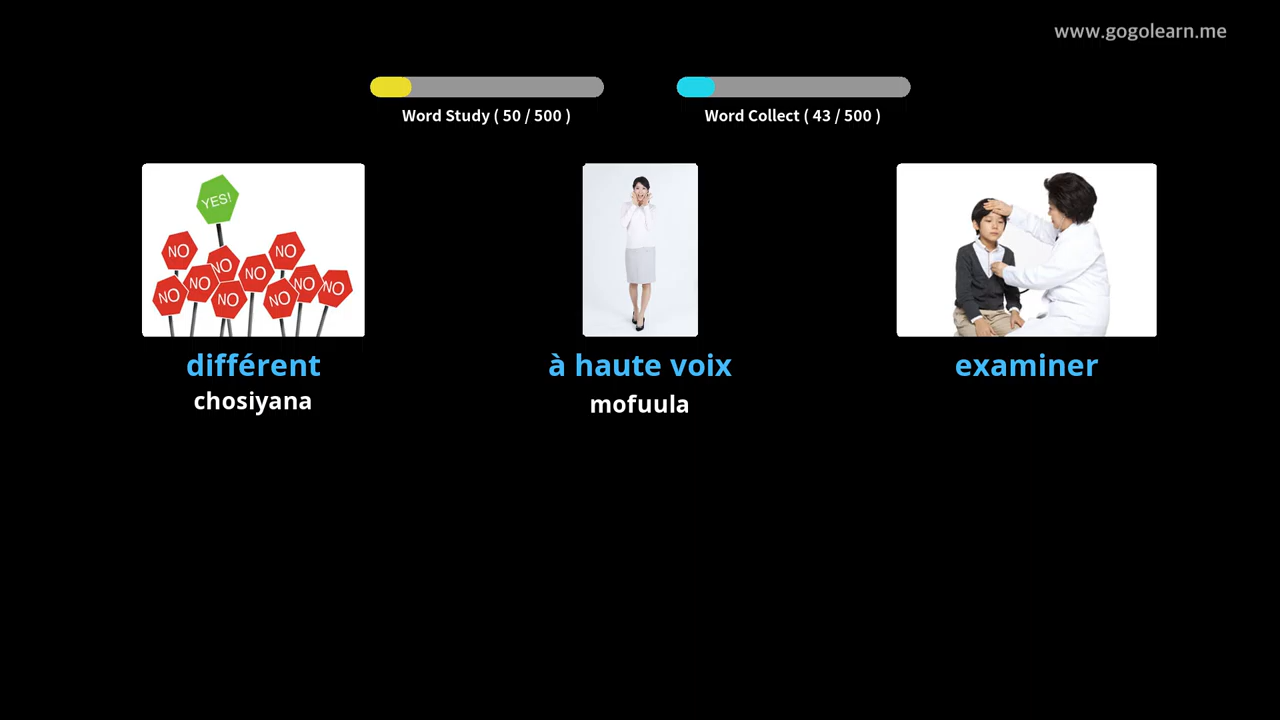 www.gogolearn.me
Word Study ( 50 / 500 )
Word Collect ( 43 / 500 )
YES!
NO
NO
NO
NO
NO
NO
NO
NO
NO
NO
différent
à haute voix
examiner
chosiyana
mofuula